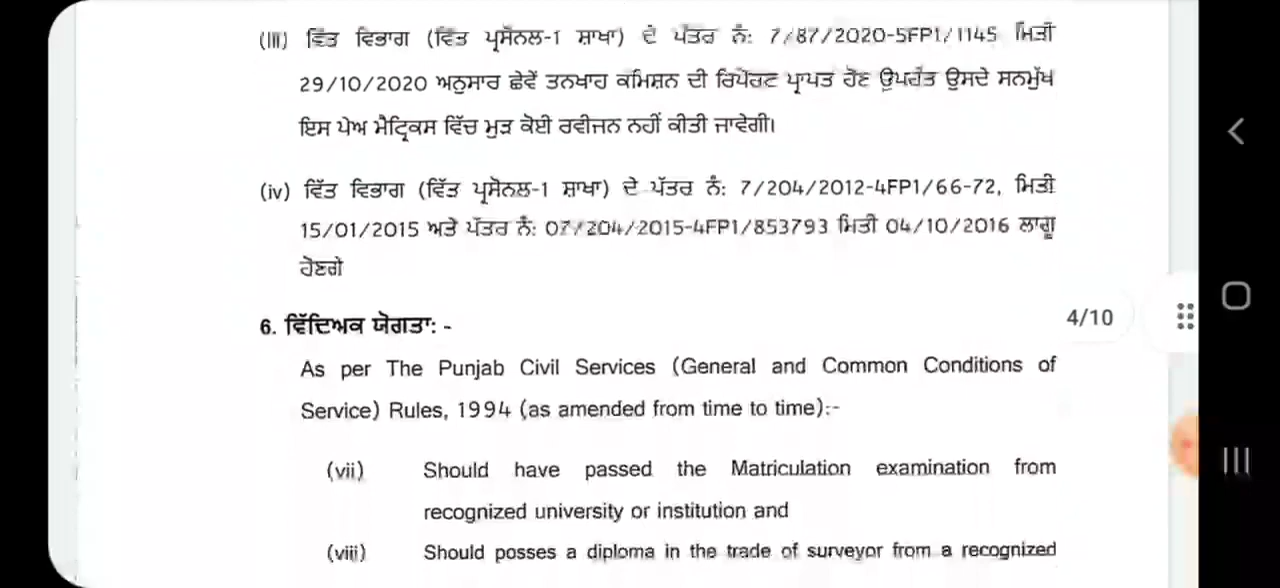 (III) ਵਿੱਤ ਵਿਭਾਗ (ਵਿੱਤ ਪ੍ਰਸੋਨਲ-1 ਸ਼ਾਖਾ) ਦੇ ਪੱਤਰ ਨੰ: 7/87/2020-5FP1/1145 ਮਿਤੀ
29/10/2020 ਅਨੁਸਾਰ ਛੇਵੇਂ ਤਨਖਾਹ ਕਮਿਸ਼ਨ ਦੀ ਰਿਪੋਰਟ ਪ੍ਰਾਪਤ ਹੋਣ ਉਪਰੰਤ ਉਸਦੇ ਸਨਮੁੱਖ
ਇਸ ਪੇਅ ਮੈਟ੍ਰਿਕਸ ਵਿੱਚ ਮੁੜ ਕੋਈ ਰਵੀਜਨ ਨਹੀਂ ਕੀਤੀ ਜਾਵੇਗੀ।
(iv) ਵਿੱਤ ਵਿਭਾਗ (ਵਿੱਤ ਪ੍ਰਸੋਨਲ-1 ਸ਼ਾਖਾ) ਦੇ ਪੱਤਰ ਨੰ: 7/204/2012-4FP1/66-72, ਮਿਤੀ
15/01/2015 ਅਤੇ ਪੱਤਰ ਨੰ: 07/204/2015-4FP1/853793 ਮਿਤੀ 04/10/2016 ਲਾਗੂ
ਹੋਣਗੇ
6. ਵਿੱਦਿਅਕ ਯੋਗਤਾ: -
4/10
As per The Punjab Civil Services (General and Common Conditions of
Service) Rules, 1994 (as amended from time to time):-
(vii) Should have passed the Matriculation examination from
recognized university or institution and
(viii) Should posses a diploma in the trade of surveyor from a recognized